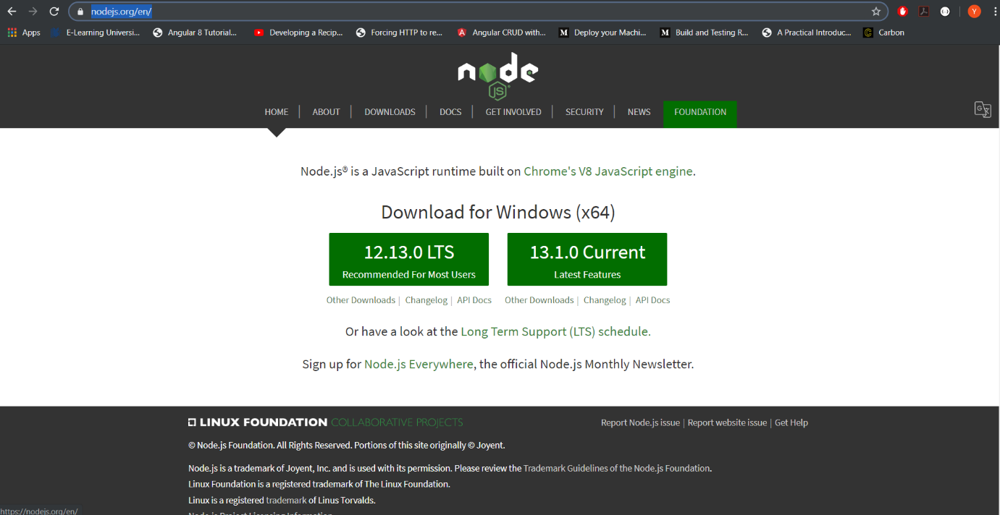 nodejs.org/en/
Y
Apps E-Learning Universi... Angular 8 Tutorial... Developing a Recip... Forcing HTTP to re... Angular CRUD with... Deploy your Machi... Build and Testing R... A Practical Introduc... Carbon
node
JS
HOME ABOUT DOWNLOADS DOCS GET INVOLVED SECURITY NEWS FOUNDATION
Node.js® is a JavaScript runtime built on Chrome's V8 JavaScript engine.
Download for Windows (x64)
12.13.0 LTS 13.1.0 Current
Recommended For Most Users Latest Features
Other Downloads | Changelog | API Docs Other Downloads | Changelog | API Docs
Or have a look at the Long Term Support (LTS) schedule.
Sign up for Node.js Everywhere, the official Node.js Monthly Newsletter.
LINUX FOUNDATION COLLABORATIVE PROJECTS Report Node.js issue | Report website issue | Get Help
© Node.js Foundation. All Rights Reserved. Portions of this site originally © Joyent.
Node.js is a trademark of Joyent, Inc. and is used with its permission. Please review the Trademark Guidelines of the Node.js Foundation.
Linux Foundation is a registered trademark of The Linux Foundation.
Linux is a registered trademark of Linus Torvalds.
Node.js Project Licensing Information
https://nodejs.org/en/